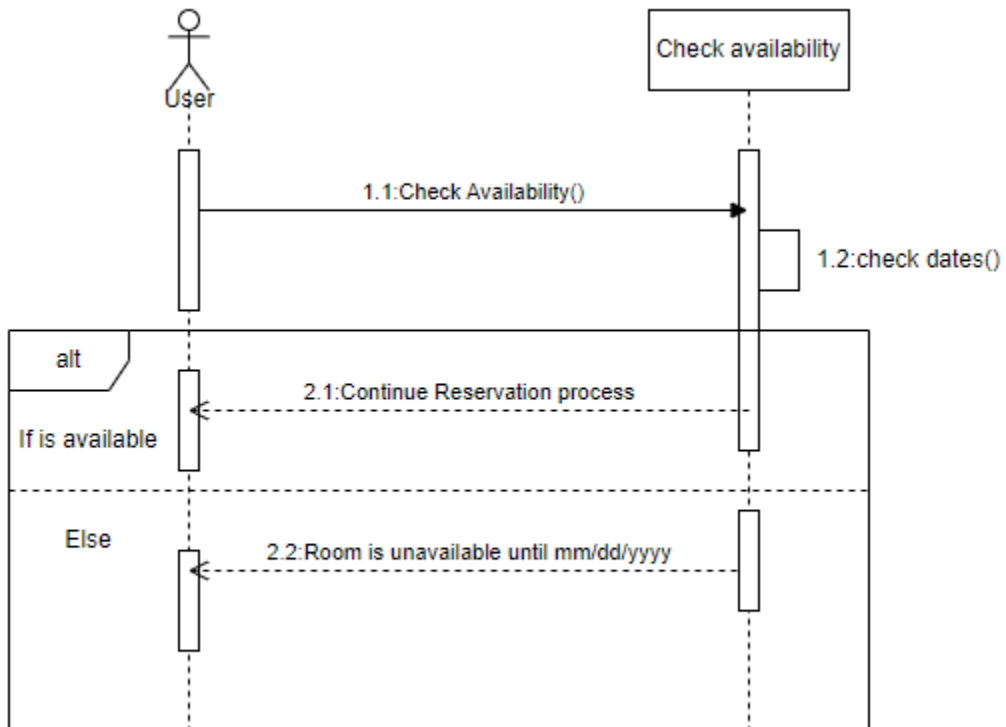 User
Check availability
1.1:Check Availability()
1.2:check dates()
alt
2.1:Continue Reservation process
If is available
Else
2.2:Room is unavailable until mm/dd/yyyy